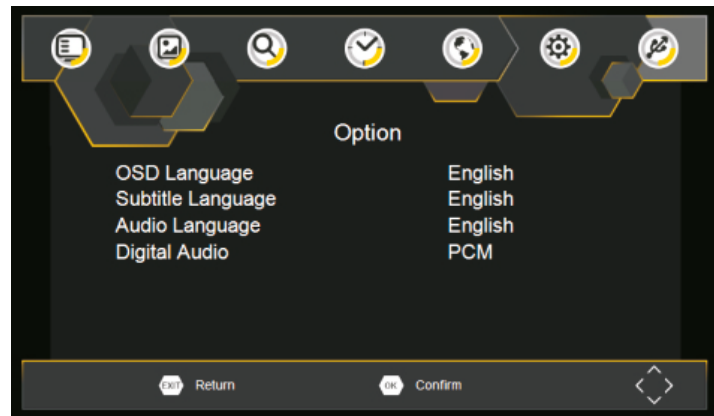 Option
OSD Language English
Subtitle Language English
Audio Language English
Digital Audio PCM
EXIT Return OK Confirm